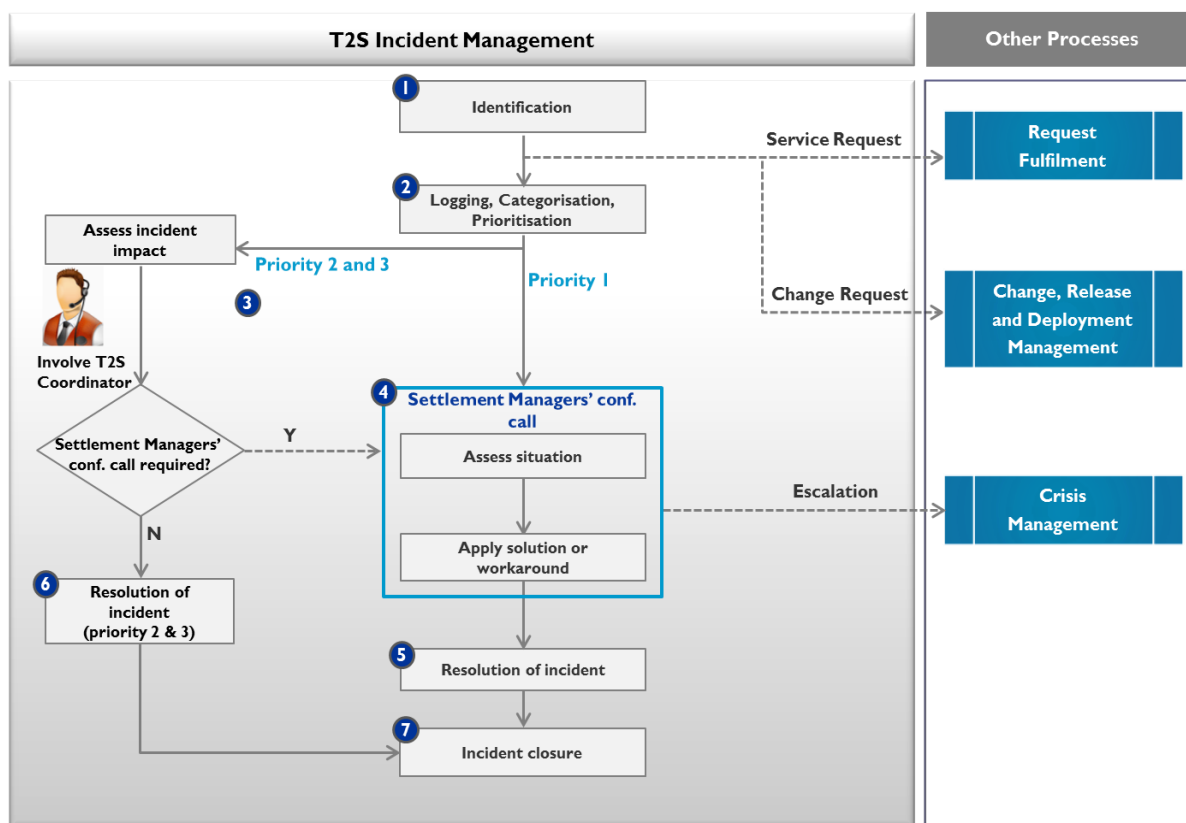 T2S Incident Management
Other Processes
1
Identification
Service Request
Request
Fulfilment
2
Logging, Categorisation,
Prioritisation
Assess incident
impact
Priority 2 and 3
Priority 1
3
Change Request
Change, Release
and Deployment
Management
Involve T2S
Coordinator
4
Settlement Managers’ conf.
call
Settlement Managers’
conf. call required?
Y
Assess situation
Escalation
Crisis
Management
N
Apply solution or
workaround
6
Resolution of
incident
(priority 2 & 3)
5
Resolution of incident
7
Incident closure